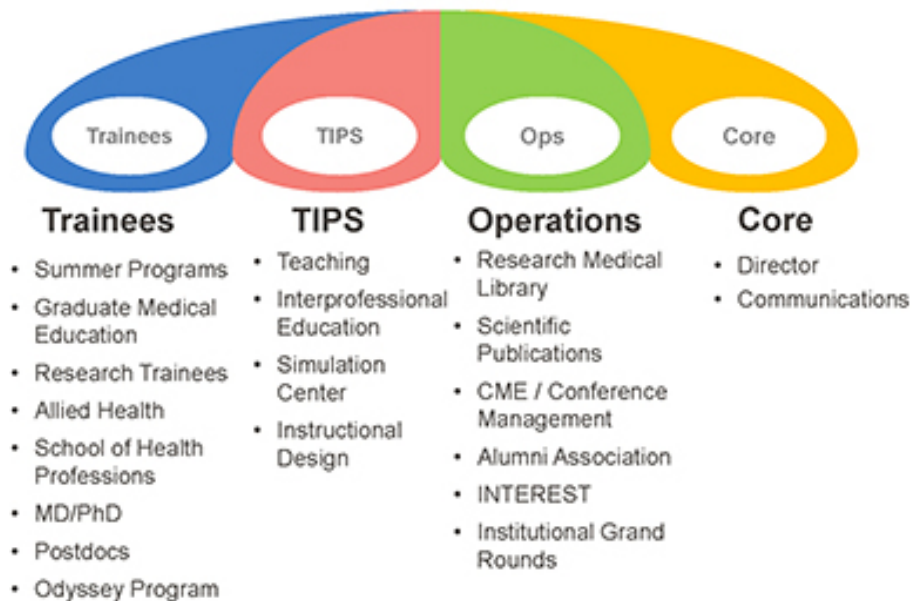 Trainees
TIPS
Ops
Core
Trainees
• Summer Programs
• Graduate Medical
Education
• Research Trainees
• Allied Health
• School of Health
Professions
• MD/PhD
• Postdocs
• Odyssey Program
TIPS
• Teaching
• Interprofessional
Education
• Simulation
Center
• Instructional
Design
Operations
• Research Medical
Library
• Scientific
Publications
• CME / Conference
Management
• Alumni Association
• INTEREST
• Institutional Grand
Rounds
Core
• Director
• Communications